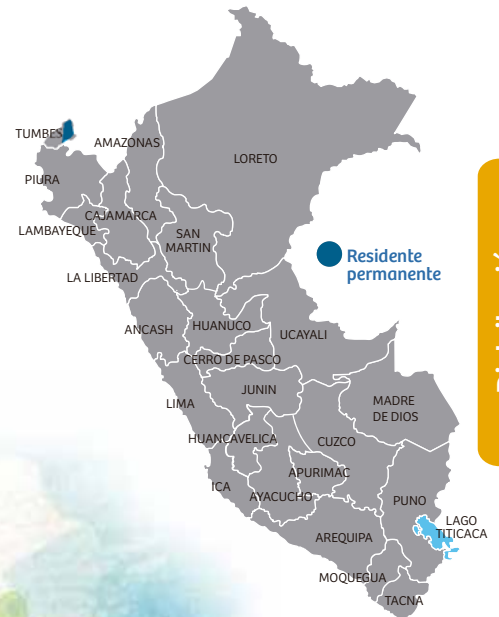 TUMBES
AMAZONAS
LORETO
PIURA
CAJAMARCA
LAMBAYEQUE
SAN
MARTIN
Residente
permanente
LA LIBERTAD
ANCASH
HUANUCO
UCAYALI
CERRO DE PASCO
JUNIN
LIMA
MADRE
DE DIOS
HUANCAVELICA
CUZCO
APURIMAC
ICA
AYACUCHO
PUNO
LAGO
TITICACA
AREQUIPA
MOQUEGUA
TACNA